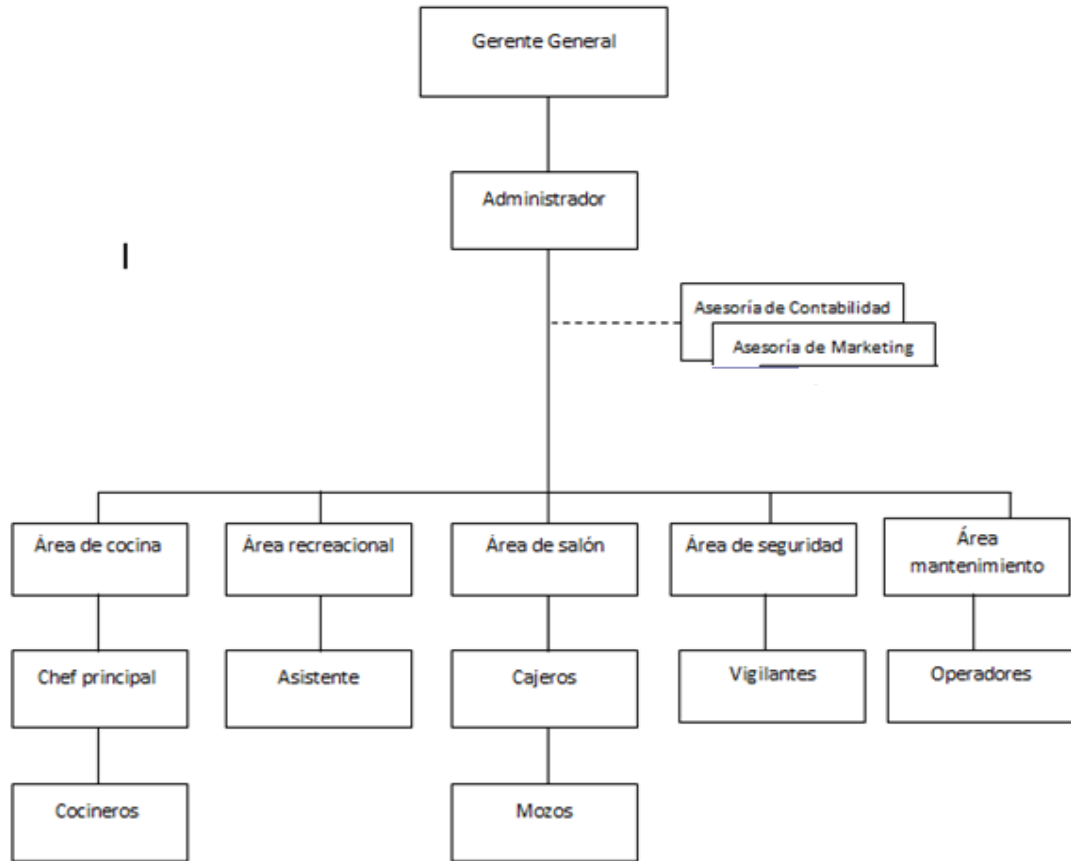 Gerente General
Administrador
Asesoría de Contabilidad
Asesoría de Marketing
Área de cocina
Área recreacional
Área de salón
Área de seguridad
Área
mantenimiento
Chef principal
Asistente
Cajeros
Vigilantes
Operadores
Cocineros
Mozos